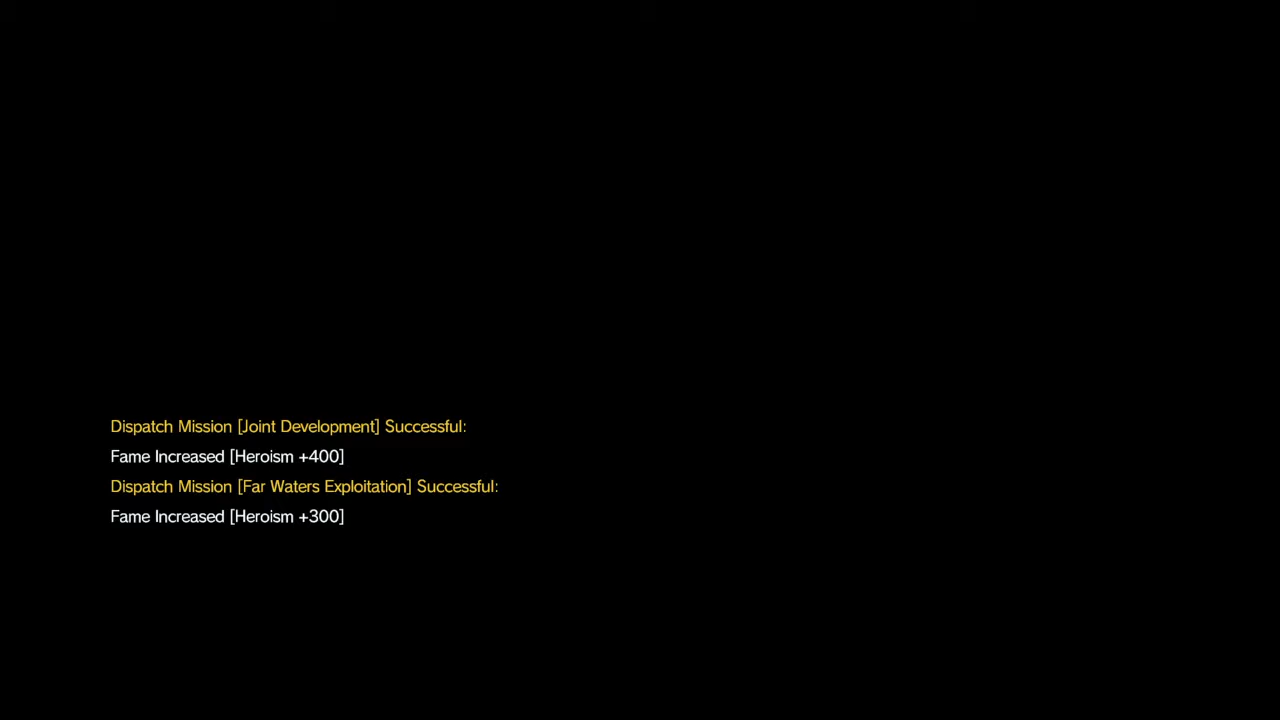 Dispatch Mission [Joint Development] Successful:
Fame Increased [Heroism +400]
Dispatch Mission [Far Waters Exploitation] Successful:
Fame Increased [Heroism +300]